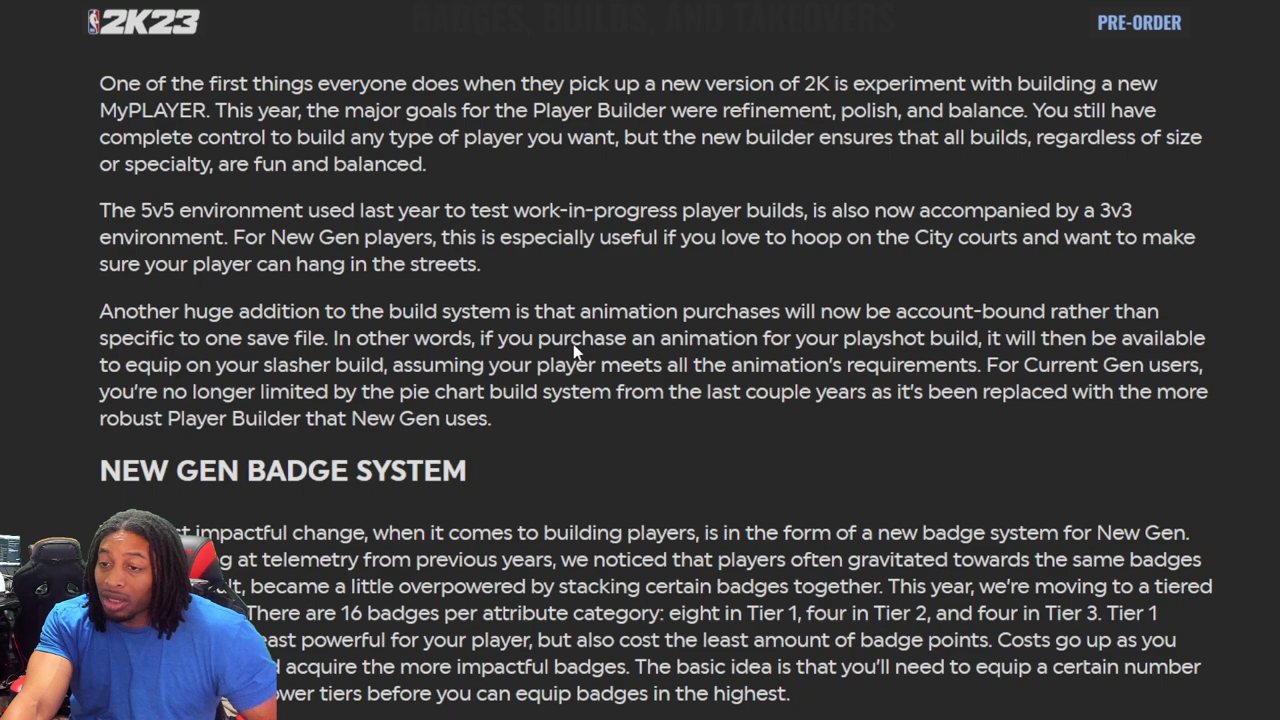 2K23
BADGES, BUILDS, AND TAKEOVERS
PRE-ORDER
One of the first things everyone does when they pick up a new version of 2K is experiment with building a new
MyPLAYER. This year, the major goals for the Player Builder were refinement, polish, and balance. You still have
complete control to build any type of player you want, but the new builder ensures that all builds, regardless of size
or specialty, are fun and balanced.
The 5v5 environment used last year to test work-in-progress player builds, is also now accompanied by a 3v3
environment. For New Gen players, this is especially useful if you love to hoop on the City courts and want to make
sure your player can hang in the streets.
Another huge addition to the build system is that animation purchases will now be account-bound rather than
specific to one save file. In other words, if you purchase an animation for your playshot build, it will then be available
to equip on your slasher build, assuming your player meets all the animation's requirements. For Current Gen users,
you're no longer limited by the pie chart build system from the last couple years as it's been replaced with the more
robust Player Builder that New Gen uses.
NEW GEN BADGE SYSTEM
impactful change, when it comes to building players, is in the form of a new badge system for New Gen.
at telemetry from previous years, we noticed that players often gravitated towards the same badges
became a little overpowered by stacking certain badges together. This year, we're moving to a tiered
There are 16 badges per attribute category: eight in Tier 1, four in Tier 2, and four in Tier 3. Tier 1
powerful for your player, but also cost the least amount of badge points. Costs go up as you
acquire the more impactful badges. The basic idea is that you'll need to equip a certain number
tiers before you can equip badges in the highest.